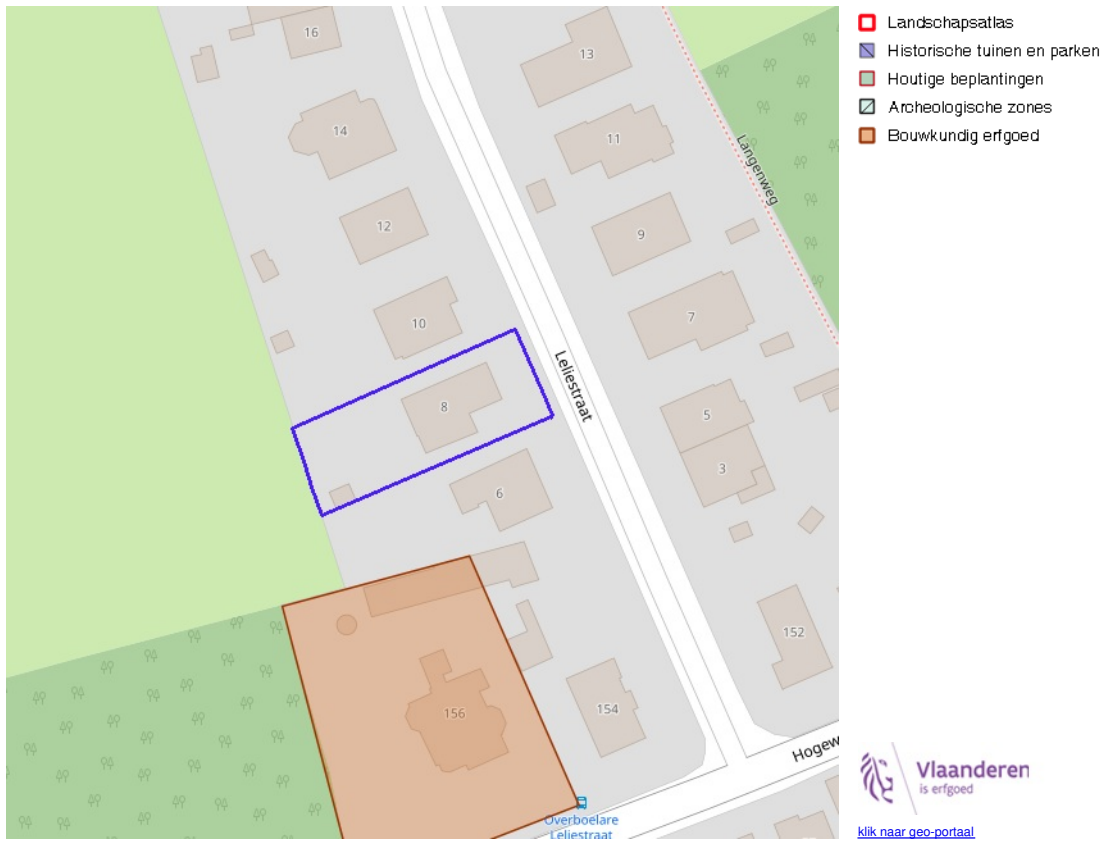 16
13
14
11
12
9
10
7
8
5
3
6
152
156
154
Langenweg
Leliestraat
Hogew
Overboelare
Leliestraat
Landschapsatlas
Historische tuinen en parken
Houtige beplantingen
Archeologische zones
Bouwkundig erfgoed
Vlaanderen
is erfgoed
klik naar geo-portaal